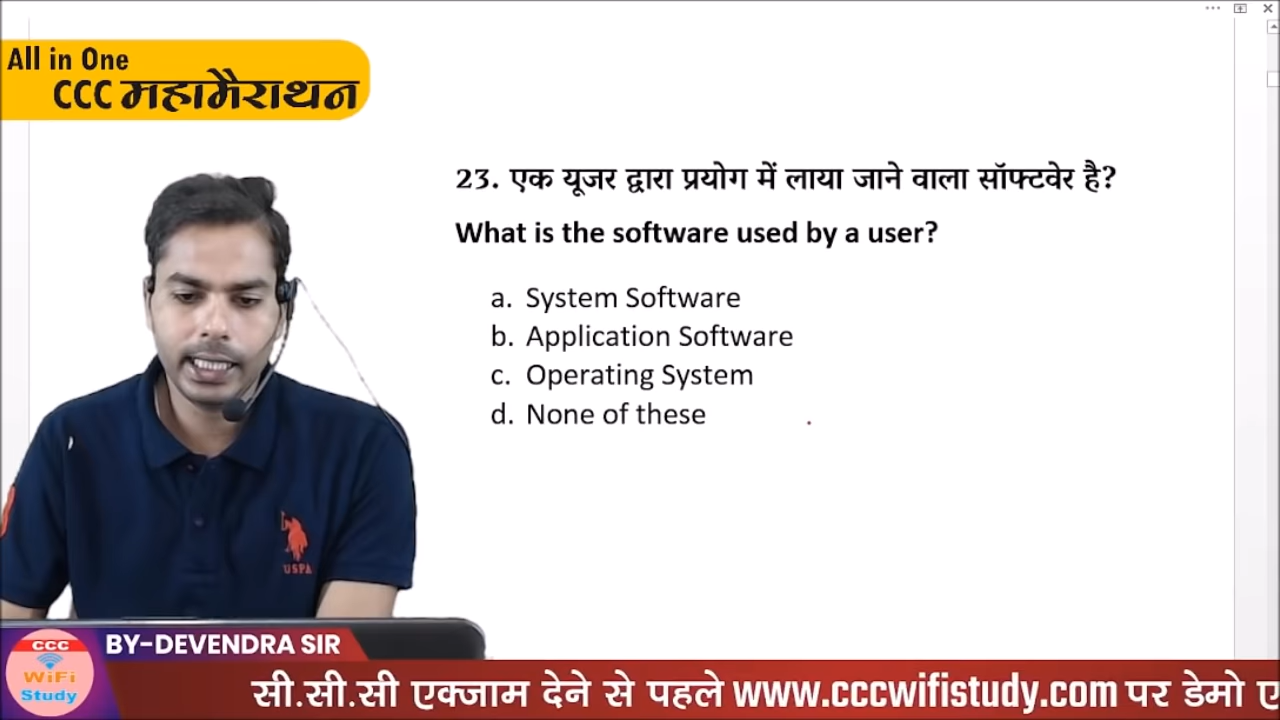 All in One
CCC महामैराथन
23. एक यूजर द्वारा प्रयोग में लाया जाने वाला सॉफ्टवेर है?
What is the software used by a user?
a. System Software
b. Application Software
c. Operating System
d. None of these
USPA
BY-DEVENDRA SIR
CCC
WiFi
Study
सी.सी.सी एक्जाम देने से पहले www.cccwifistudy.com पर डेमो ए